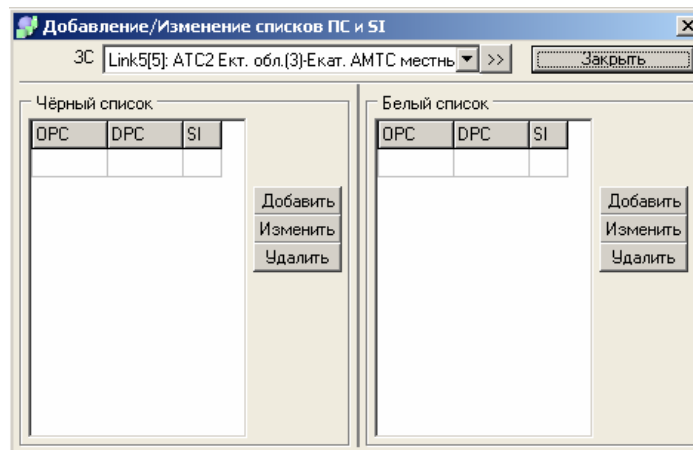 Добавление/Изменение списков ПС и SI
ЗС Link5[5]: АТС2 Ект. обл.(3)-Екат. АМТС местнь >> Закрыть
Чёрный список Белый список
OPC DPC SI OPC DPC SI
Добавить Добавить
Изменить Изменить
Удалить Удалить